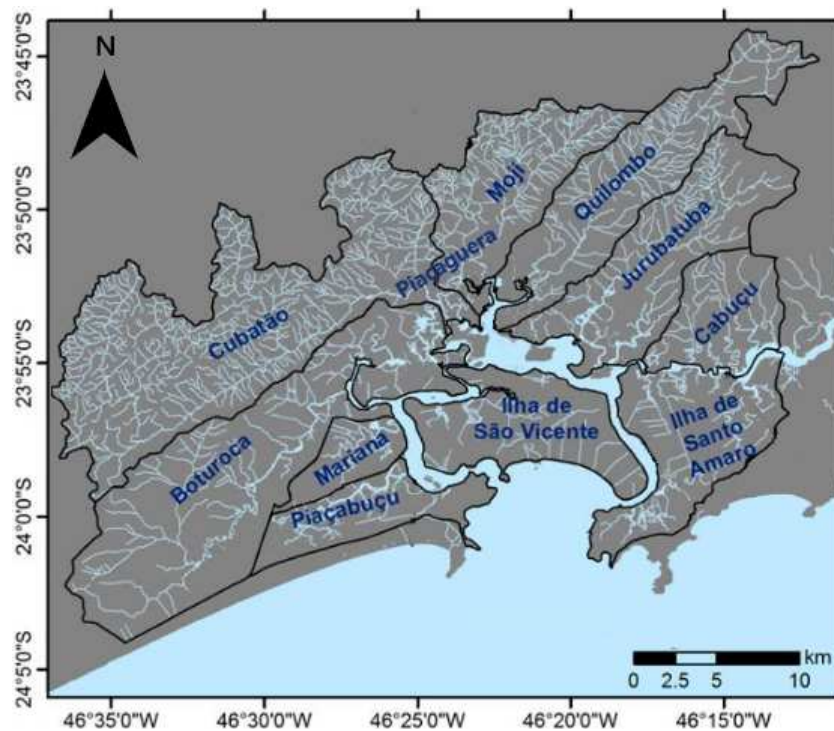 N
23°45'0"S
23°50'0"S
23°55'0"S
24°0'0"S
24°5'0"S
Moji
Quilombo
Piaçaguera
Jurubatuba
Cabuçu
Cubatão
Ilha de
São Vicente
Ilha de
Santo
Amaro
Boturoca
Mariana
Piaçabuçu
km
0 2.5 5 10
46°35'0"W 46°30'0"W 46°25'0"W 46°20'0"W 46°15'0"W